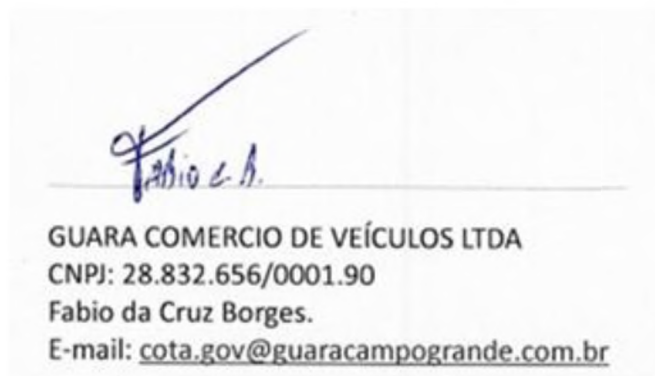 Fabio c. B.
GUARA COMERCIO DE VEÍCULOS LTDA
CNPJ: 28.832.656/0001.90
Fabio da Cruz Borges.
E-mail: cota.gov@guaracampogrande.com.br